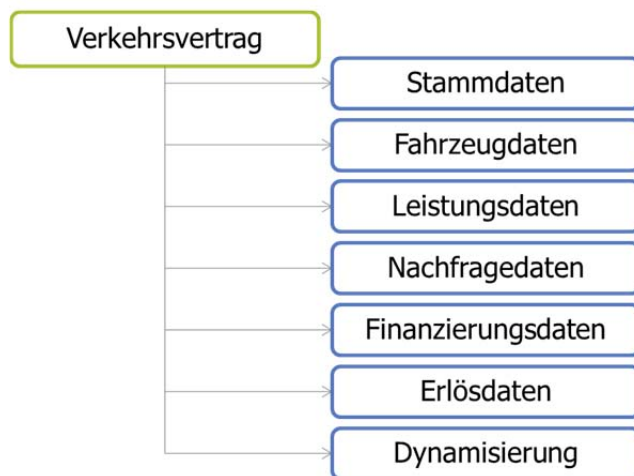 Verkehrsvertrag
Stammdaten
Fahrzeugdaten
Leistungsdaten
Nachfragedaten
Finanzierungsdaten
Erlösdaten
Dynamisierung